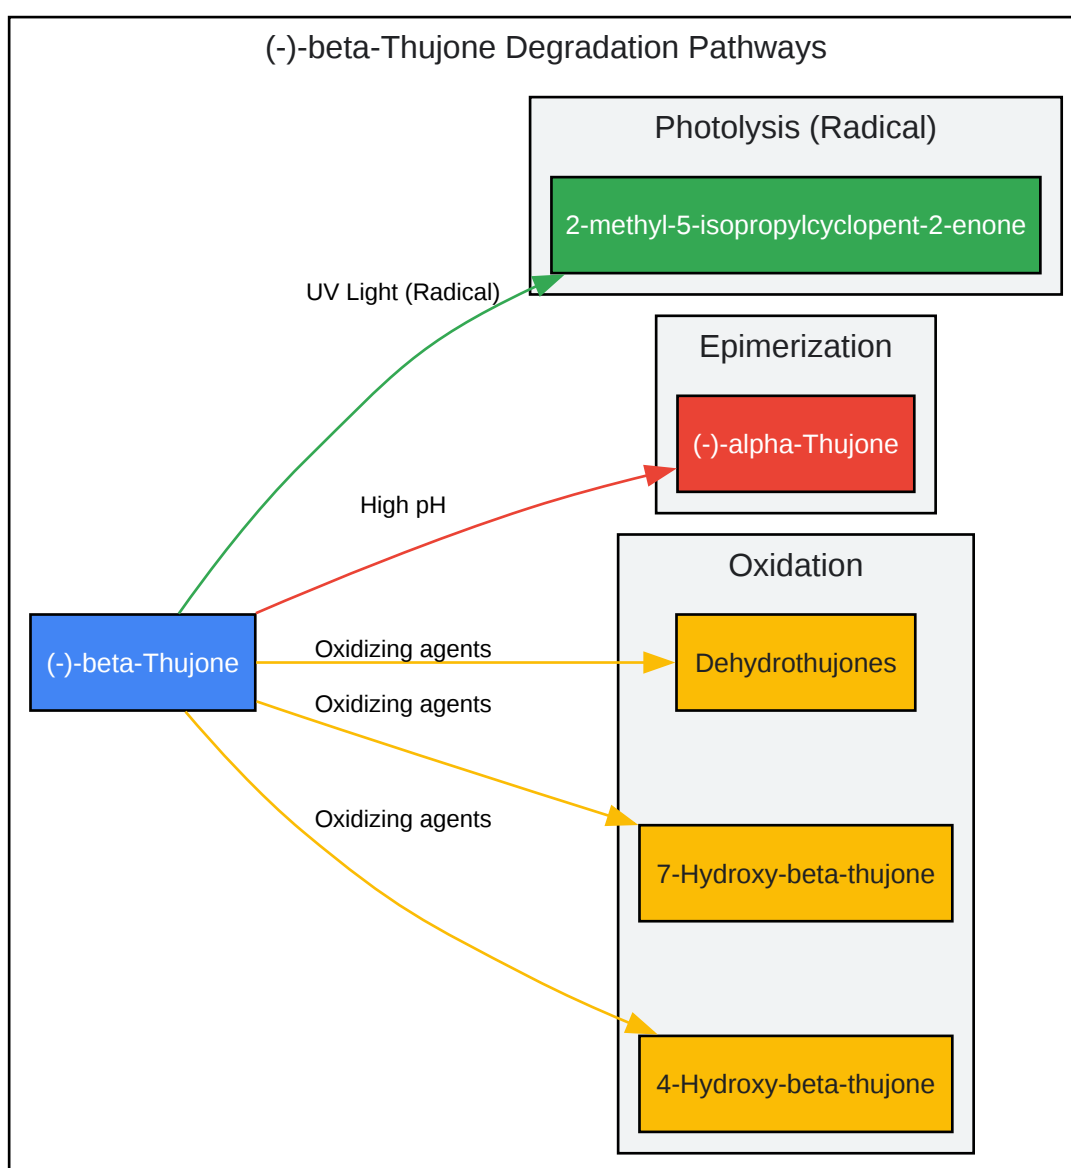 (-)-beta-Thujone Degradation Pathways
Photolysis (Radical)
2-methyl-5-isopropylcyclopent-2-enone
UV Light (Radical)
Epimerization
(-)-alpha-Thujone
High pH
Oxidation
(-)-beta-Thujone
Oxidizing agents
Dehydrothujones
Oxidizing agents
7-Hydroxy-beta-thujone
Oxidizing agents
4-Hydroxy-beta-thujone